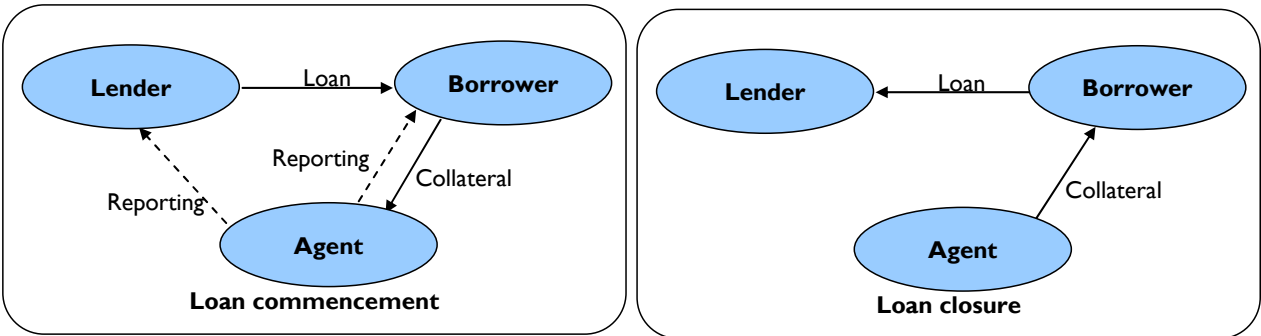 Lender
Loan
Borrower
Reporting
Collateral
Reporting
Agent
Loan commencement
Lender
Loan
Borrower
Collateral
Agent
Loan closure